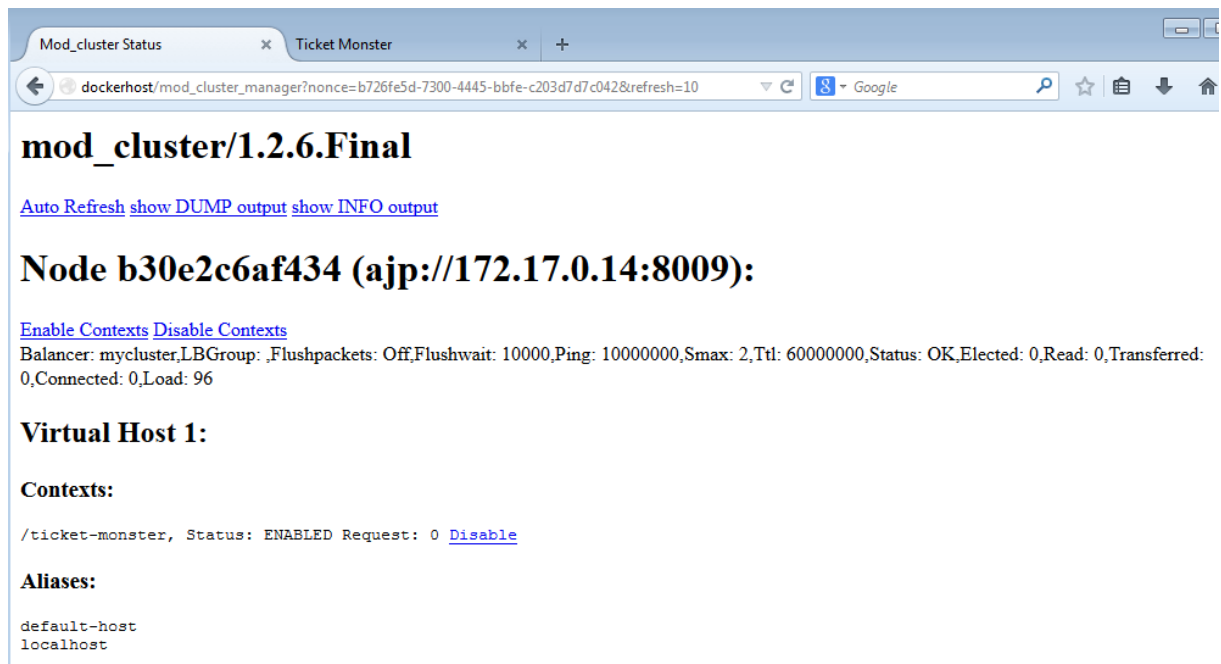 Mod_cluster Status
Ticket Monster
dockerhost/mod_cluster_manager?nonce=b726fe5d-7300-4445-bbfe-c203d7d7c042&refresh=10
8
Google
mod_cluster/1.2.6.Final
Auto Refresh show DUMP output show INFO output
Node b30e2c6af434 (ajp://172.17.0.14:8009):
Enable Contexts Disable Contexts
Balancer: mycluster,LBGroup: ,Flushpackets: Off,Flushwait: 10000,Ping: 10000000,Smax: 2,Ttl: 60000000,Status: OK,Elected: 0,Read: 0,Transferred:
0,Connected: 0,Load: 96
Virtual Host 1:
Contexts:
/ticket-monster, Status: ENABLED Request: 0 Disable
Aliases:
default-host
localhost